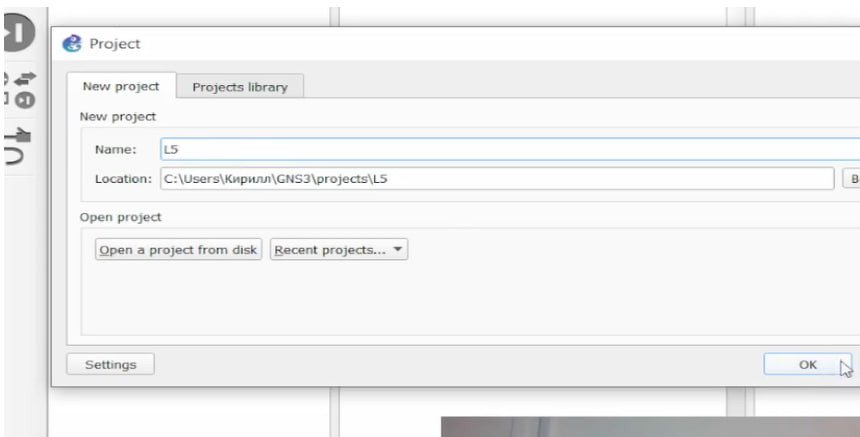 Project
New project Projects library
New project
Name: L5
Location: C:\Users\Кирилл\GNS3\projects\L5
Open project
Open a project from disk Recent projects...
Settings OK